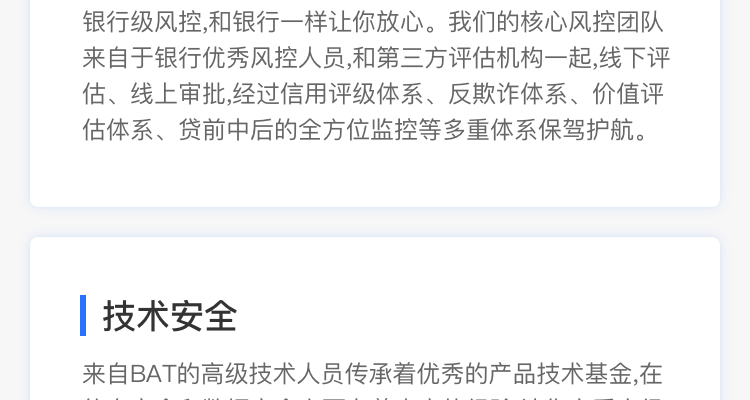 银行级风控,和银行一样让你放心。我们的核心风控团队
来自于银行优秀风控人员,和第三方评估机构一起,线下评
估、线上审批,经过信用评级体系、反欺诈体系、价值评
估体系、贷前中后的全方位监控等多重体系保驾护航。
技术安全
来自BAT的高级技术人员传承着优秀的产品技术基金,在